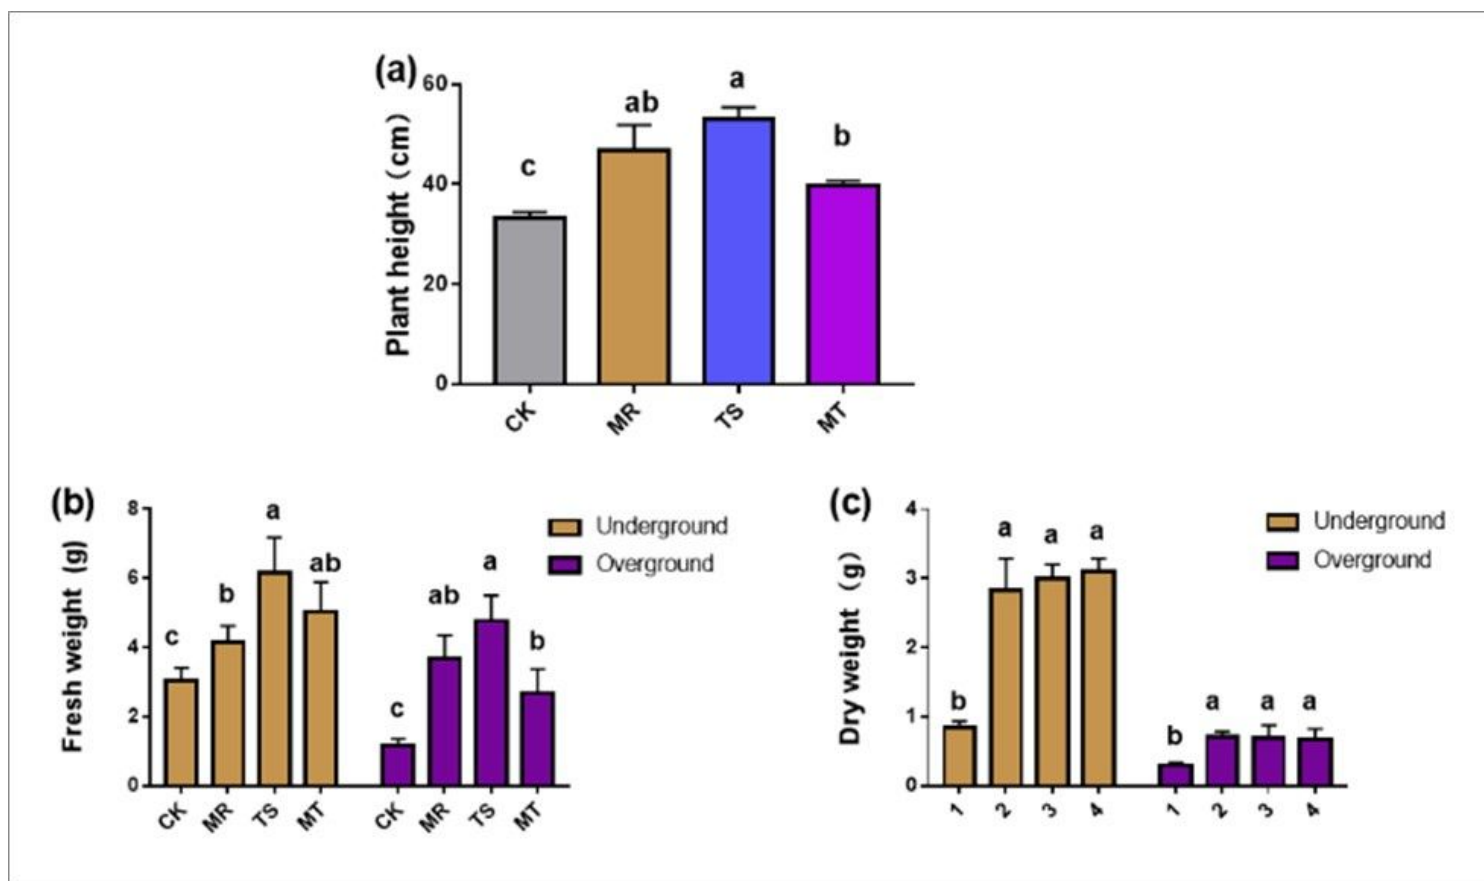 (a)
Plant height (cm)
60
40
20
0
c
ab
a
b
CK
MR
TS
MT
(b)
Fresh weight (g)
8
6
4
2
0
c
b
a
ab
c
ab
a
b
CK
MR
TS
MT
CK
MR
TS
MT
Underground
Overground
(c)
Dry weight (g)
4
3
2
1
0
b
a
a
a
b
a
a
a
1
2
3
4
1
2
3
4
Underground
Overground